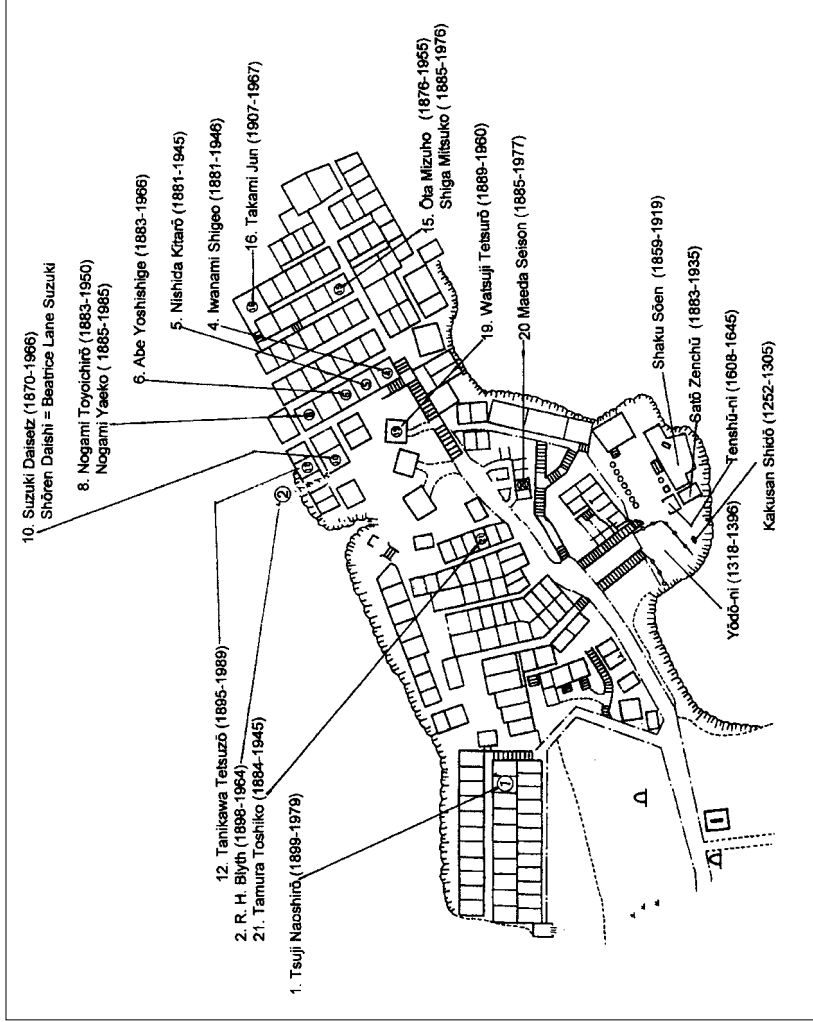 10. Suzuki Daisetz (1870-1966)
Shōren Daishi = Beatrice Lane Suzuki
8. Nogami Toyoichirō (1883-1950)
Nogami Yaeko ( 1885-1985)
6. Abe Yoshishige (1883-1966)
5. Nishida Kitarō (1881-1945)
4. Iwanami Shigeo (1881-1946)
16. Takami Jun (1907-1967)
15. Ōta Mizuho (1876-1955)
Shiga Mitsuko ( 1885-1976)
19. Watsuji Tetsurō (1889-1960)
20 Maeda Seison (1885-1977)
12. Tanikawa Tetsuzō (1895-1989)
2. R. H. Blyth (1898-1964)
21. Tamura Toshiko (1884-1945)
1. Tsuji Naoshirō (1899-1979)
Shaku Sōen (1859-1919)
Satō Zenchū (1883-1935)
Tenshū-ni (1608-1645)
Kakusan Shidō (1252-1305)
Yōdō-ni (1318-1396)
2
1